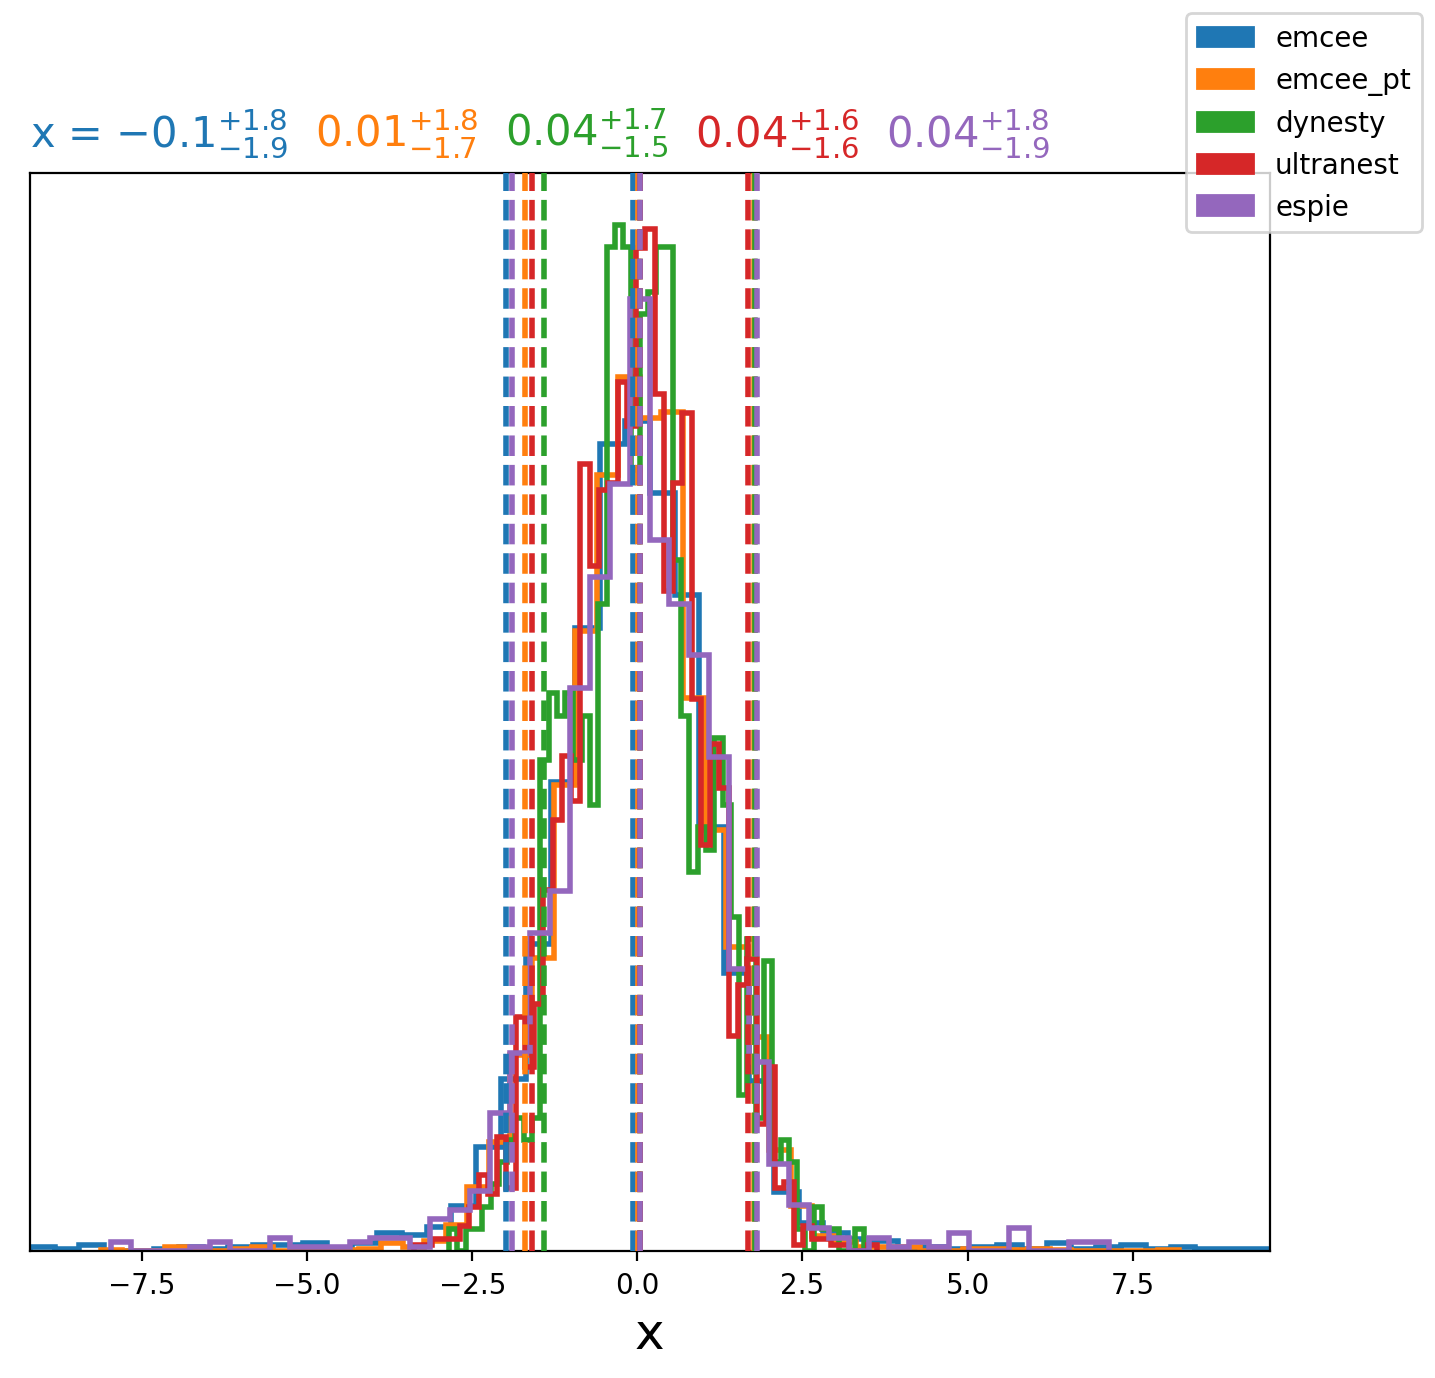 emcee
emcee_pt
dynesty
ultranest
espie
x = −0.1 +1.8 −1.9 0.01 +1.8 −1.7 0.04 +1.7 −1.5 0.04 +1.6 −1.6 0.04 +1.8 −1.9
−7.5 −5.0 −2.5 0.0 2.5 5.0 7.5
x